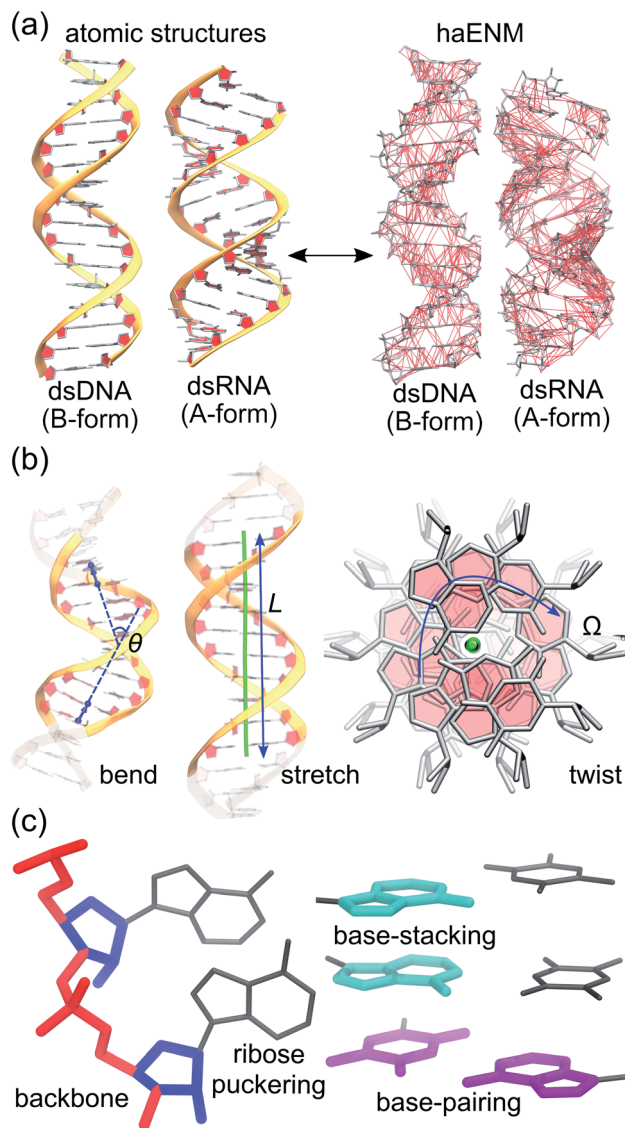 (a)
atomic structures
haENM
dsDNA
(B-form)
dsRNA
(A-form)
dsDNA
(B-form)
dsRNA
(A-form)
(b)
θ
bend
L
stretch
Ω
twist
(c)
base-stacking
ribose
puckering
backbone
base-pairing